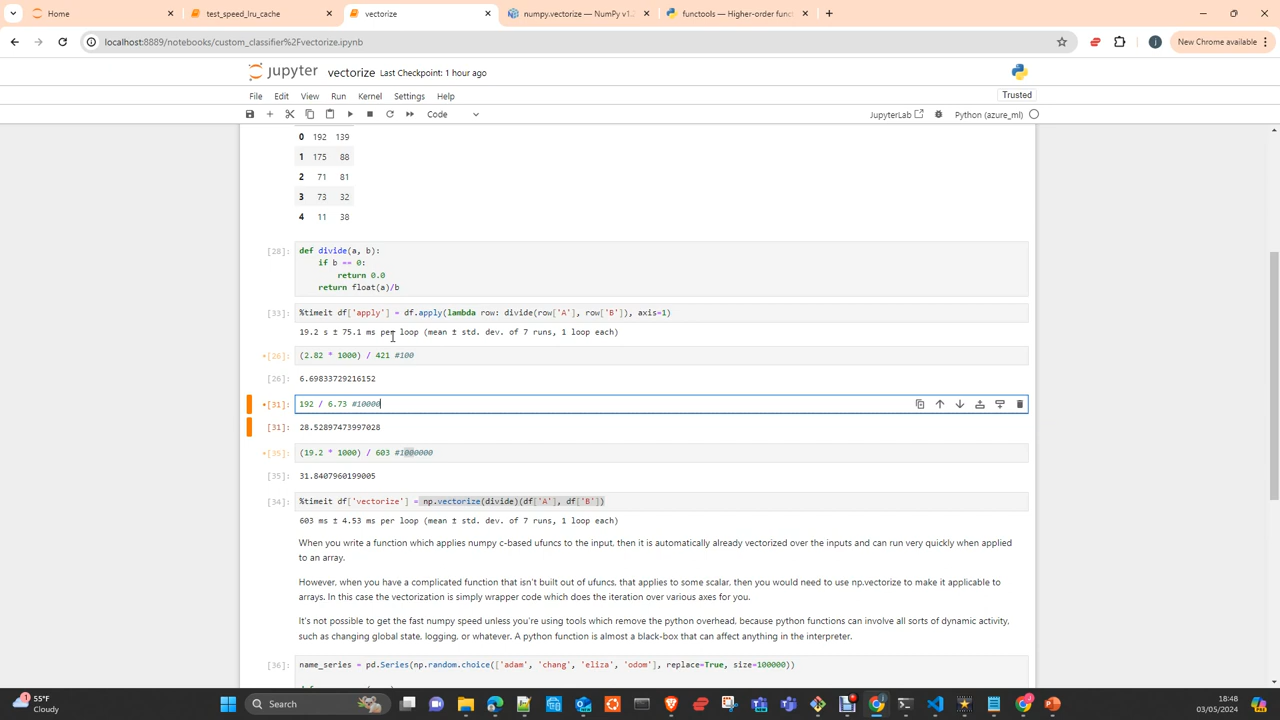 Home
test_speed_lru_cache
vectorize
numpy.vectorize — NumPy v1.
functools — Higher-order func
localhost:8889/notebooks/custom_classifier%2Fvectorize.ipynb
New Chrome available
jupyter vectorize Last Checkpoint: 1 hour ago
File Edit View Run Kernel Settings Help
Trusted
Code
JupyterLab
Python (azure_ml)
0 192 139
1 175 88
2 71 81
3 73 32
4 11 38
[28]: def divide(a, b):
if b == 0:
return 0.0
return float(a)/b
[33]: %timeit df['apply'] = df.apply(lambda row: divide(row['A'], row['B']), axis=1)
19.2 s ± 75.1 ms per loop (mean ± std. dev. of 7 runs, 1 loop each)
[26]: (2.82 * 1000) / 421 #100
[26]: 6.69833729216152
[31]: 192 / 6.73 #10000
[31]: 28.52897473997028
[35]: (19.2 * 1000) / 603 #1000000
[35]: 31.8407960199005
[34]: %timeit df['vectorize'] = np.vectorize(divide)(df['A'], df['B'])
603 ms ± 4.53 ms per loop (mean ± std. dev. of 7 runs, 1 loop each)
When you write a function which applies numpy c-based ufuncs to the input, then it is automatically already vectorized over the inputs and can run very quickly when applied
to an array.
However, when you have a complicated function that isn't built out of ufuncs, that applies to some scalar, then you would need to use np.vectorize to make it applicable to
arrays. In this case the vectorization is simply wrapper code which does the iteration over various axes for you.
It's not possible to get the fast numpy speed unless you're using tools which remove the python overhead, because python functions can involve all sorts of dynamic activity,
such as changing global state, logging, or whatever. A python function is almost a black-box that can affect anything in the interpreter.
[36]: name_series = pd.Series(np.random.choice(['adam', 'chang', 'eliza', 'odom'], replace=True, size=100000))
55°F
Cloudy
Search
18:48
03/05/2024